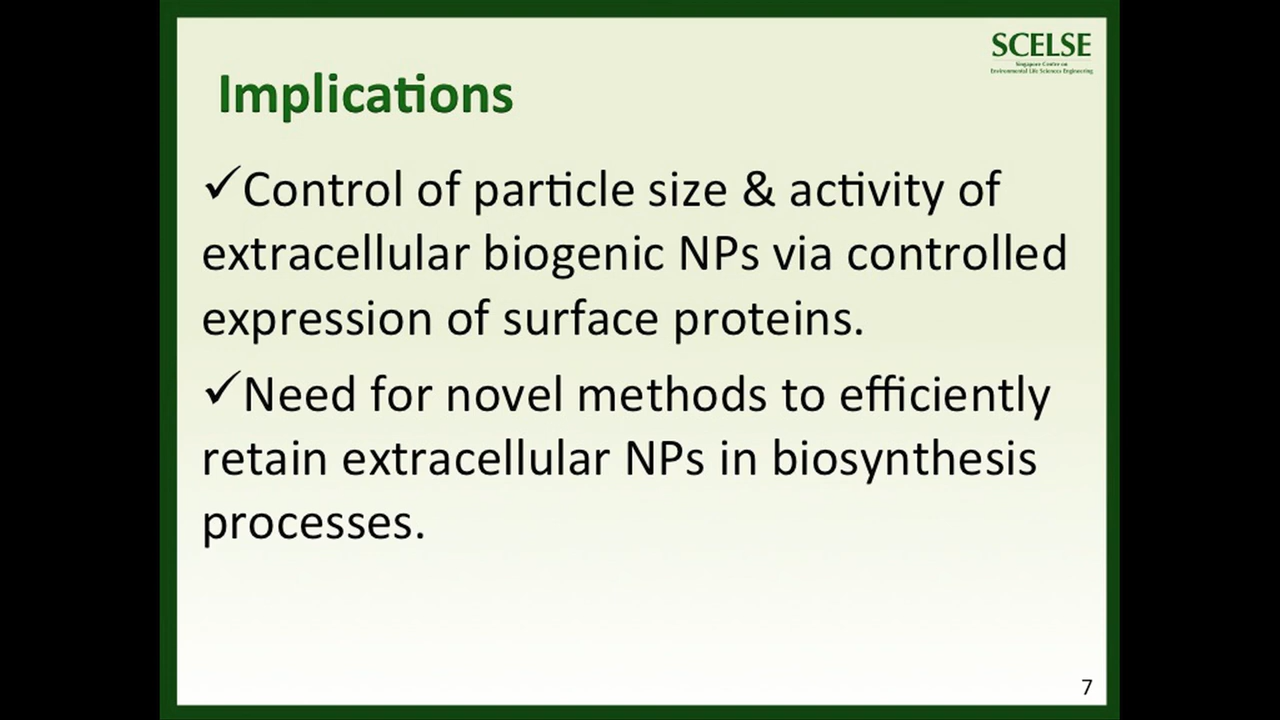 SCELSE
Singapore Centre on
Environmental Life Sciences Engineering
Implications
✓Control of particle size & activity of
extracellular biogenic NPs via controlled
expression of surface proteins.
✓Need for novel methods to efficiently
retain extracellular NPs in biosynthesis
processes.
7